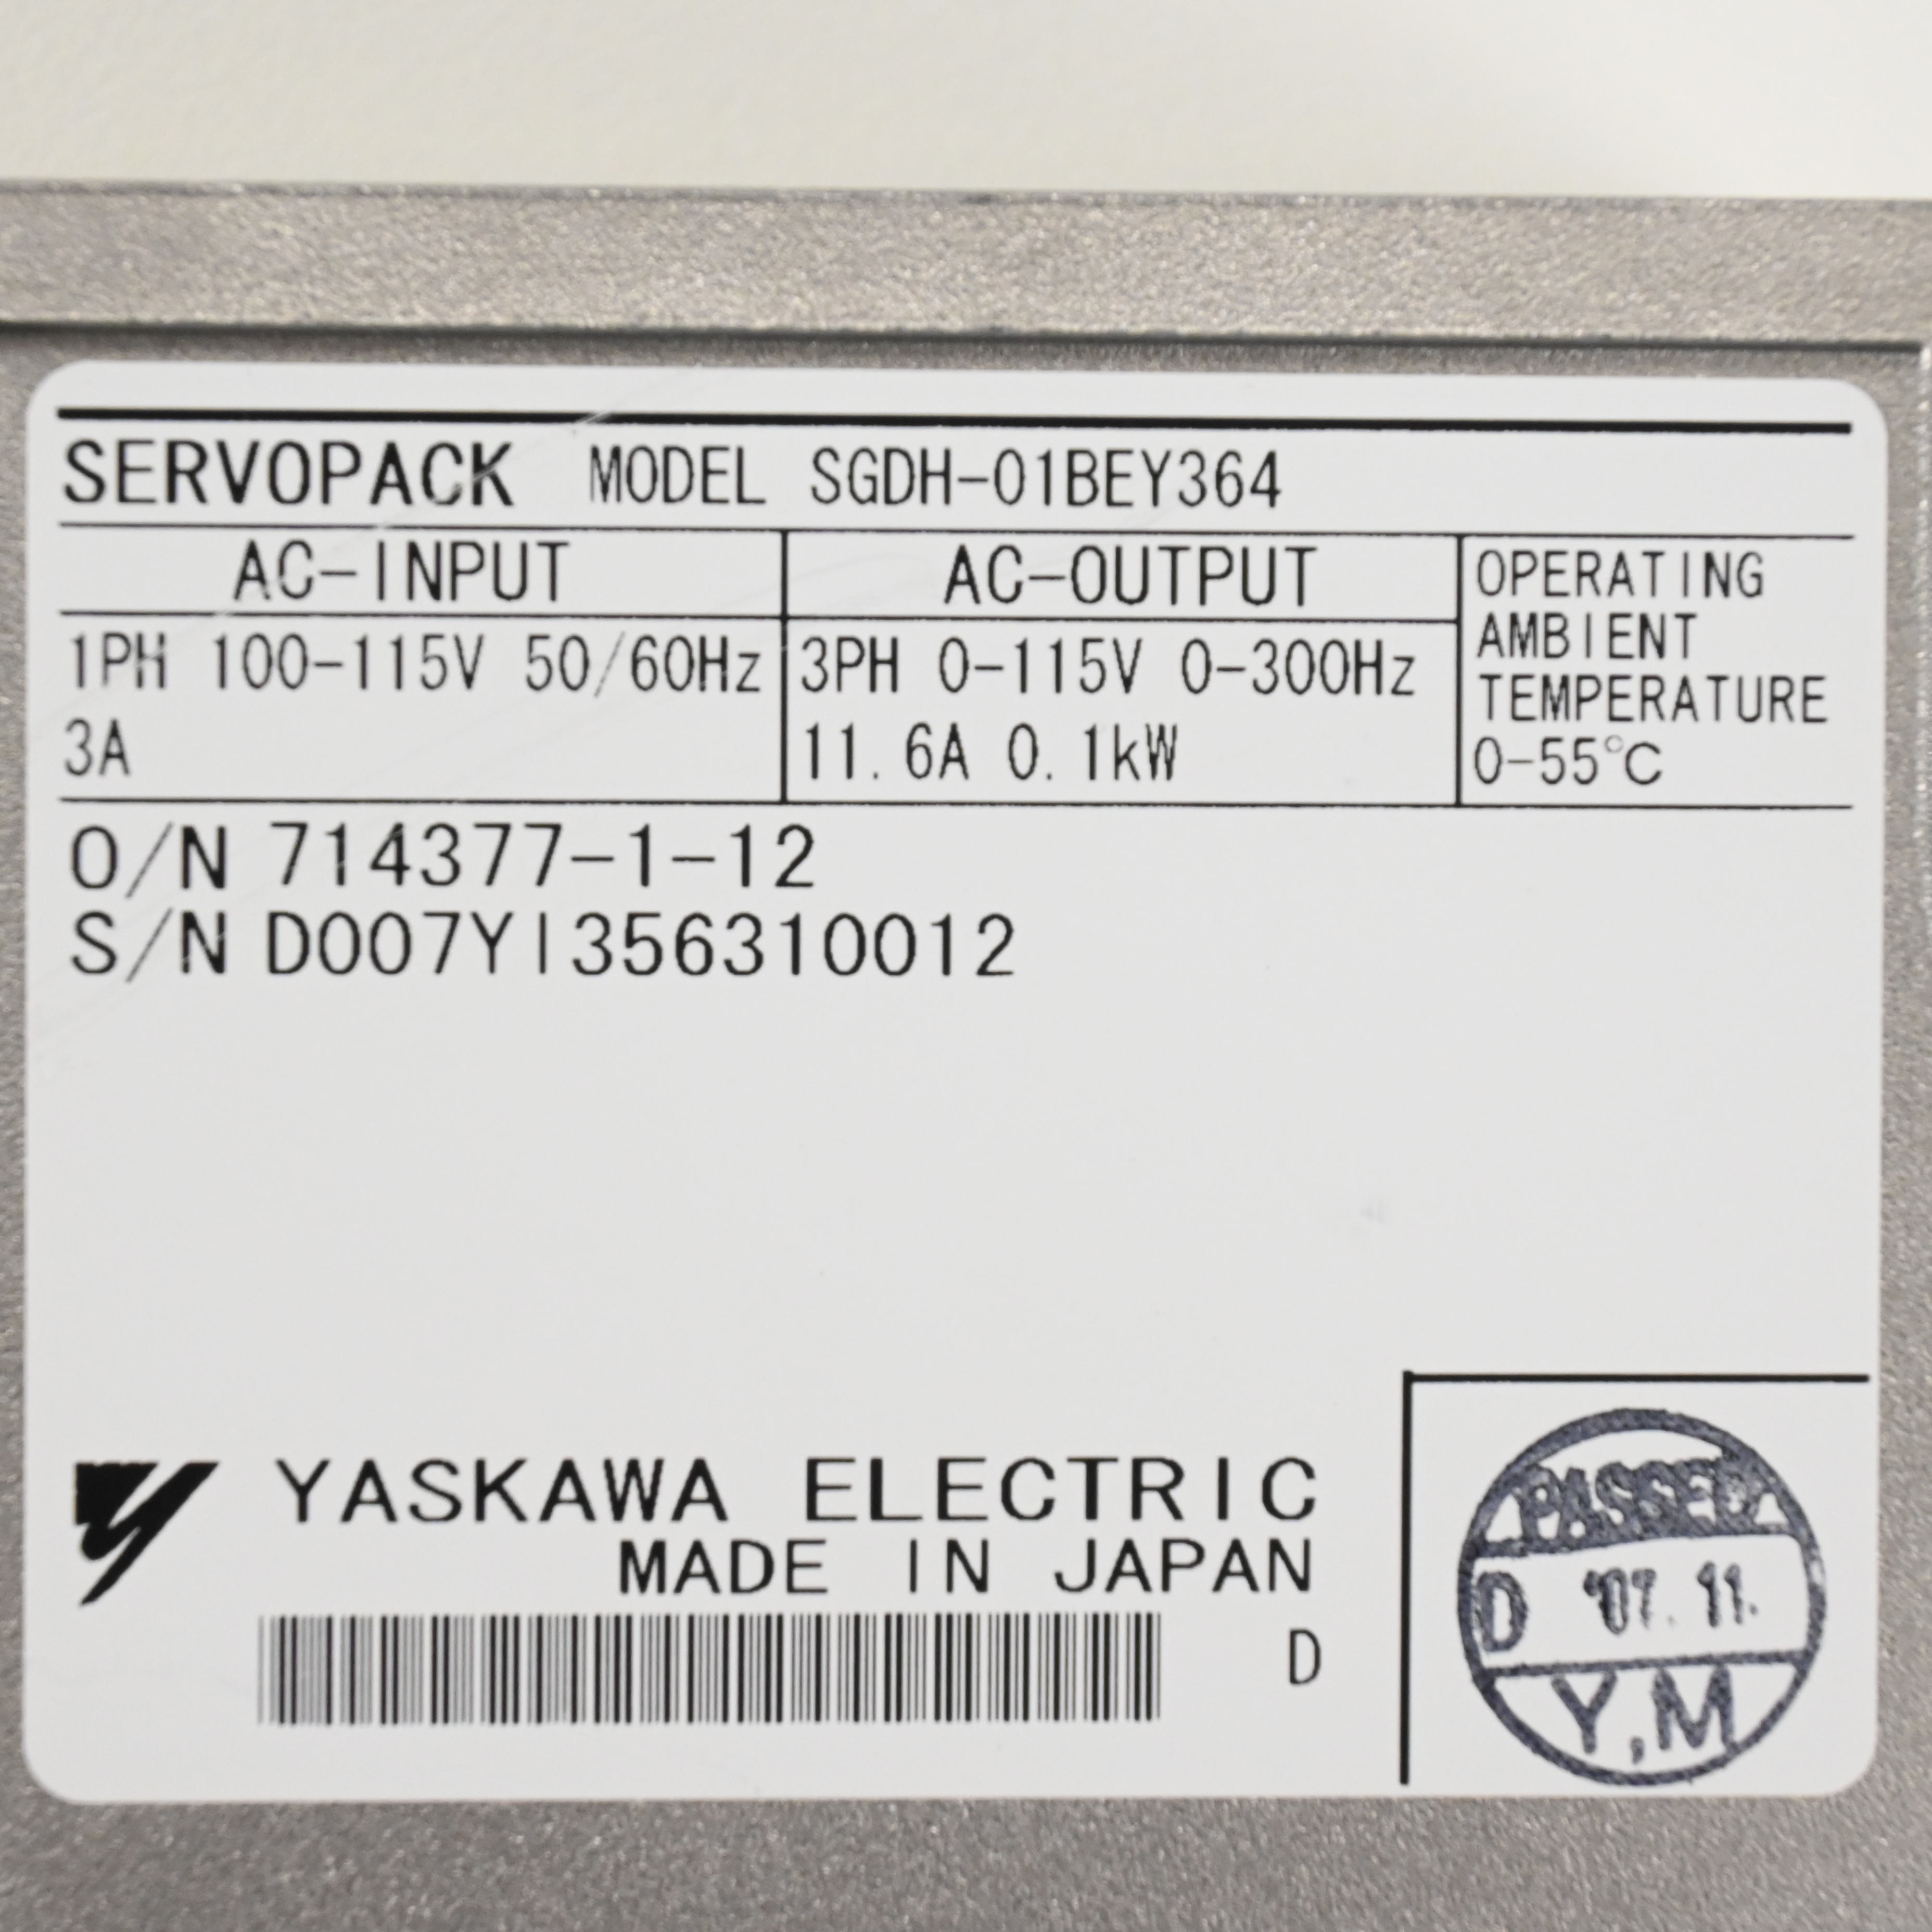 SERVOPACK MODEL SGDH-01BEY364
AC-INPUT
1PH 100-115V 50/60Hz
3A
AC-OUTPUT
3PH 0-115V 0-300Hz
11.6A 0.1kW
OPERATING
AMBIENT
TEMPERATURE
0-55℃
O/N 714377-1-12
S/N D007YI356310012
YASKAWA ELECTRIC
MADE IN JAPAN
D
PASSED
D '07.11.
Y,M